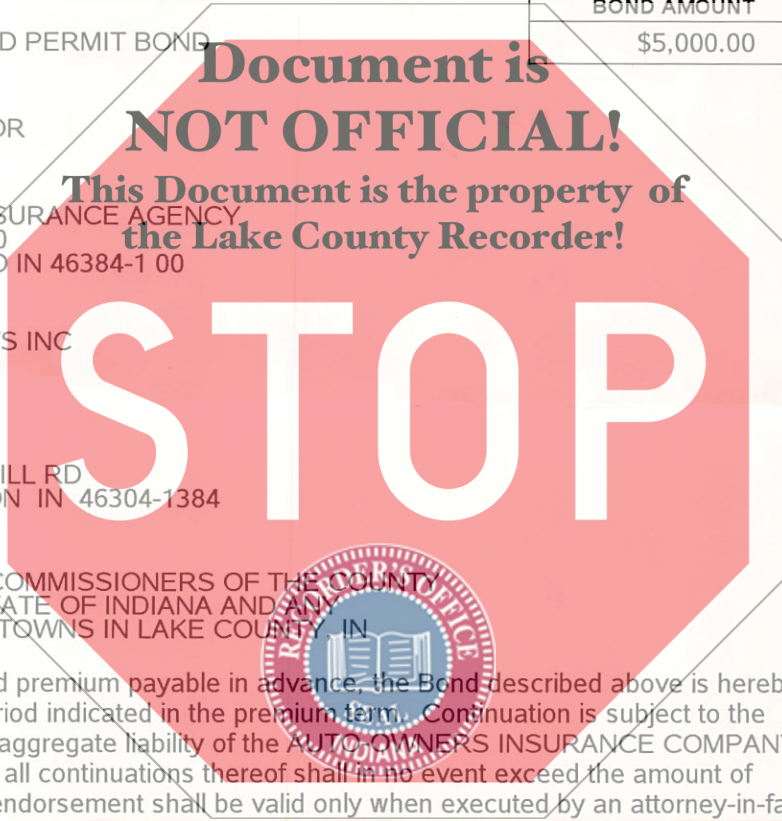 BOND AMOUNT
D PERMIT BOND
$5,000.00
Document is
NOT OFFICIAL!
OR
This Document is the property of
SURANCE AGENCY
0
the Lake County Recorder!
D IN 46384-1 00
STOP
S INC
ILL RD
ON IN 46304-1384
COMMISSIONERS OF THE COUNTY
ATE OF INDIANA AND ANY
TOWNS IN LAKE COUNTY, IN
RECORDER'S OFFICE
INDIANA
d premium payable in advance, the Bond described above is hereb
riod indicated in the premium term. Continuation is subject to the
aggregate liability of the AUTO-OWNERS INSURANCE COMPAN
all continuations thereof shall in no event exceed the amount of
endorsement shall be valid only when executed by an attorney-in-fa